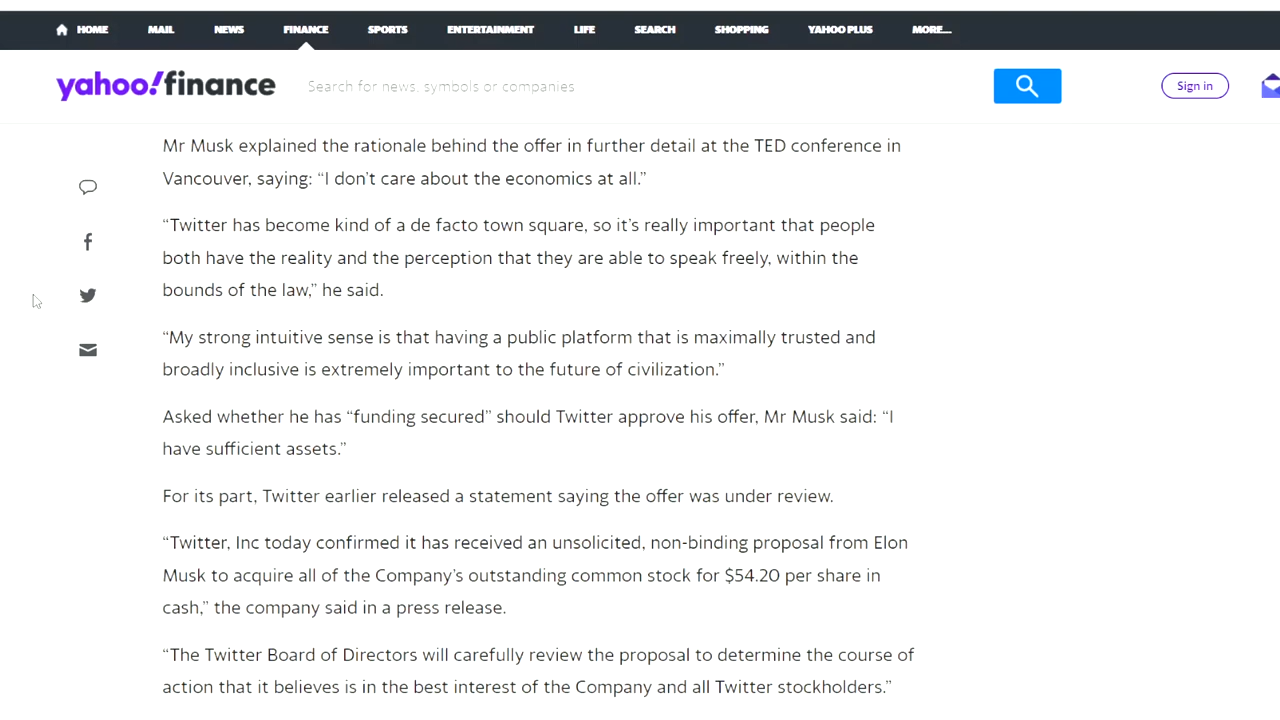 HOME MAIL NEWS FINANCE SPORTS ENTERTAINMENT LIFE SEARCH SHOPPING YAHOO PLUS MORE...
yahoo!finance Search for news, symbols or companies Sign in
Mr Musk explained the rationale behind the offer in further detail at the TED conference in
Vancouver, saying: “I don’t care about the economics at all.”
“Twitter has become kind of a de facto town square, so it’s really important that people
both have the reality and the perception that they are able to speak freely, within the
bounds of the law,” he said.
“My strong intuitive sense is that having a public platform that is maximally trusted and
broadly inclusive is extremely important to the future of civilization.”
Asked whether he has “funding secured” should Twitter approve his offer, Mr Musk said: “I
have sufficient assets.”
For its part, Twitter earlier released a statement saying the offer was under review.
“Twitter, Inc today confirmed it has received an unsolicited, non-binding proposal from Elon
Musk to acquire all of the Company’s outstanding common stock for $54.20 per share in
cash,” the company said in a press release.
“The Twitter Board of Directors will carefully review the proposal to determine the course of
action that it believes is in the best interest of the Company and all Twitter stockholders.”